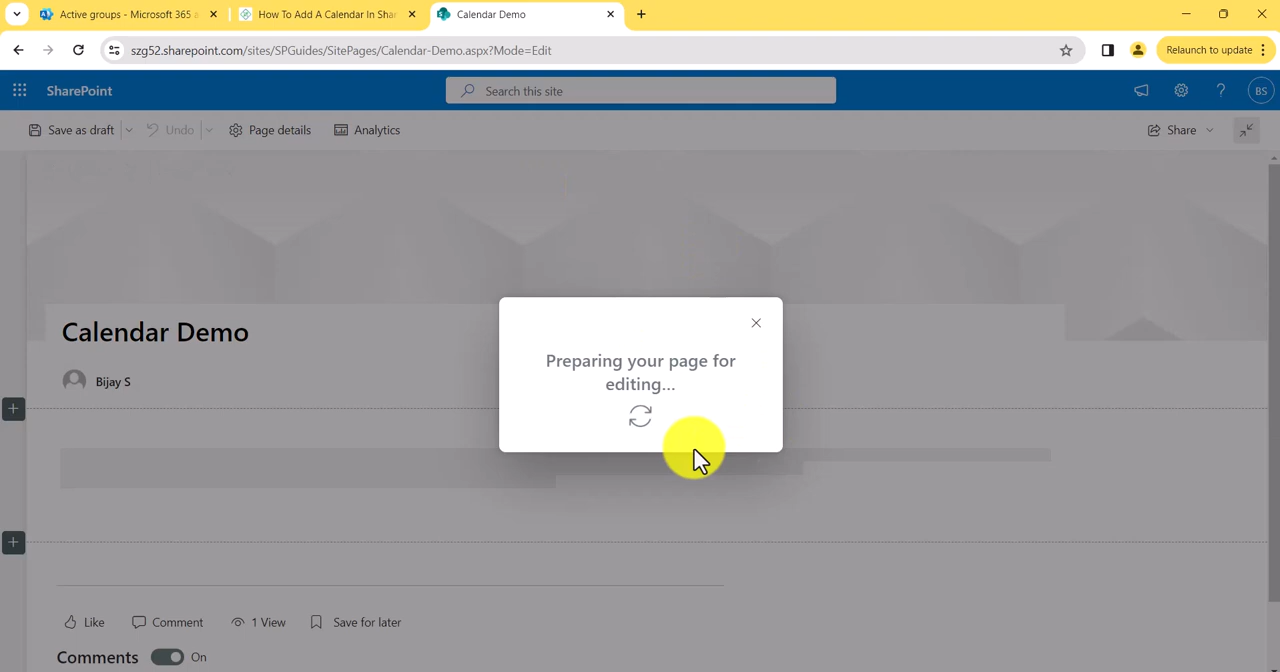 Active groups - Microsoft 365 a
How To Add A Calendar In Shar
Calendar Demo
szg52.sharepoint.com/sites/SPGuides/SitePages/Calendar-Demo.aspx?Mode=Edit
Relaunch to update
SharePoint
Search this site
BS
Save as draft
Undo
Page details
Analytics
Share
Calendar Demo
Bijay S
Preparing your page for
editing...
Like
Comment
1 View
Save for later
Comments
On